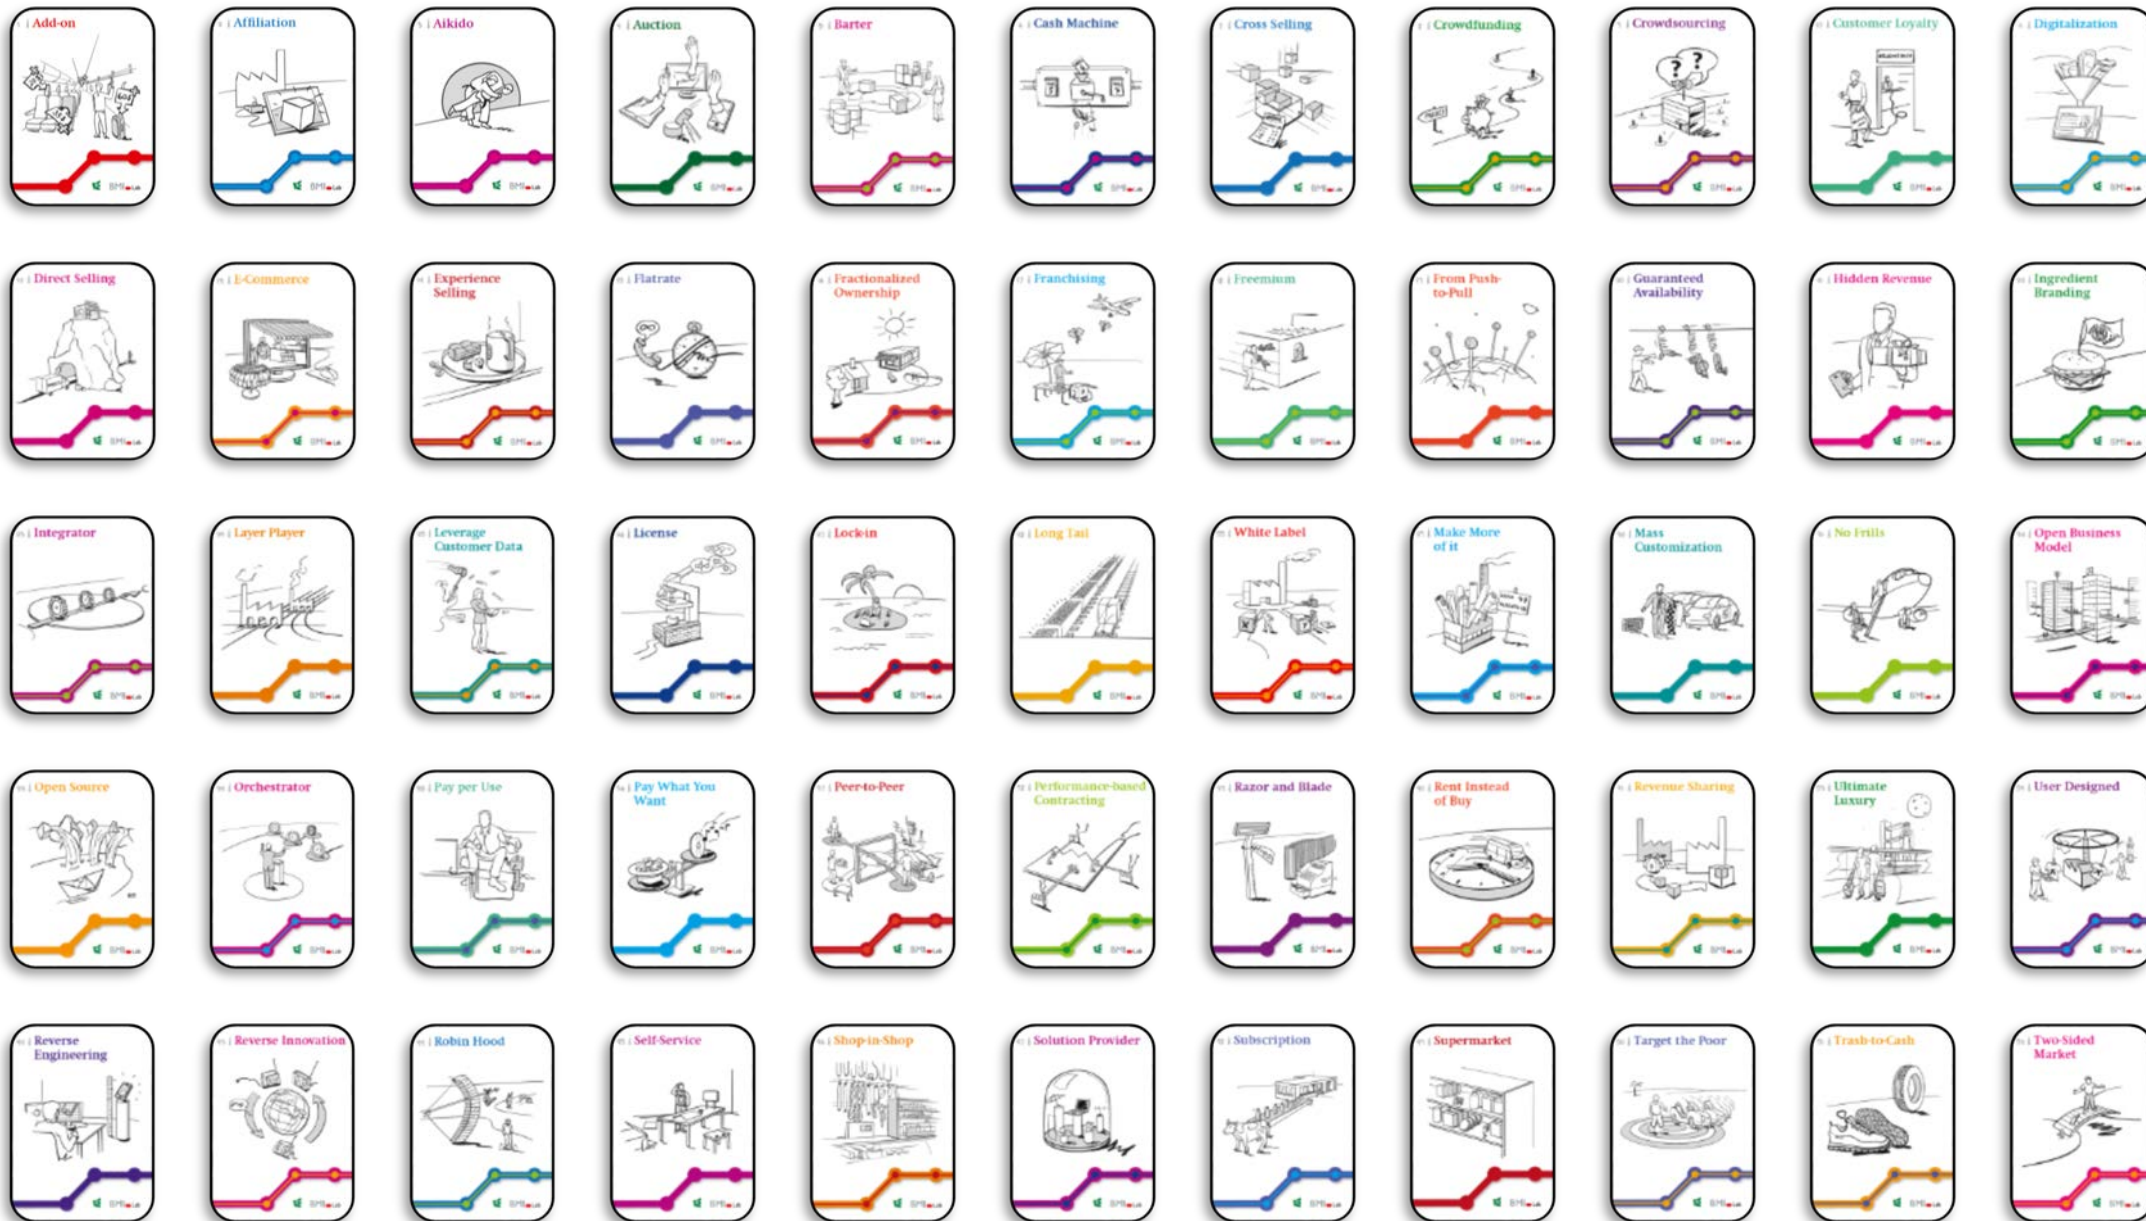 Add-on
Affiliation
Aikido
Auction
Barter
Cash Machine
Cross Selling
Crowdfunding
Crowdsourcing
Customer Loyalty
Digitalization
Direct Selling
E-Commerce
Experience
Selling
Flatrate
Fractionalized
Ownership
Franchising
Freemium
From Push-
to-Pull
Guaranteed
Availability
Hidden Revenue
Ingredient
Branding
Integrator
Layer Player
Leverage
Customer Data
License
Lock-in
Long Tail
White Label
Make More
of it
Mass
Customization
No Frills
Open Business
Model
Open Source
Orchestrator
Pay per Use
Pay What You
Want
Peer-to-Peer
Performance-based
Contracting
Razor and Blade
Rent Instead
of Buy
Revenue Sharing
Ultimate
Luxury
User Designed
Reverse
Engineering
Reverse Innovation
Robin Hood
Self-Service
Shop-in-Shop
Solution Provider
Subscription
Supermarket
Target the Poor
Trash-to-Cash
Two-Sided
Market